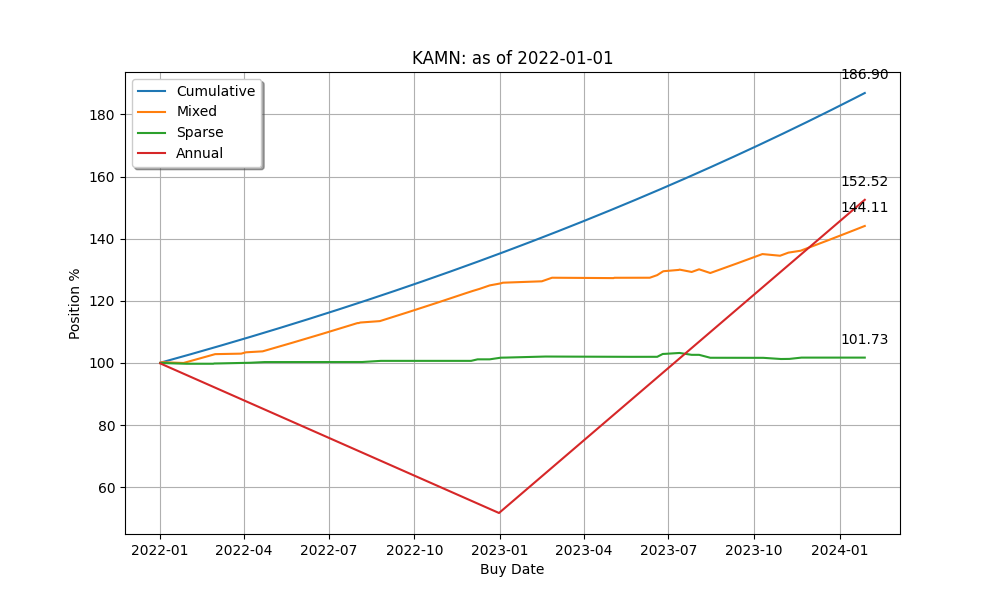 KAMN: as of 2022-01-01
186.90
Cumulative
Mixed
Sparse
Annual
152.52
144.11
101.73
180
160
140
120
100
80
60
Position %
2022-01 2022-04 2022-07 2022-10 2023-01 2023-04 2023-07 2023-10 2024-01
Buy Date